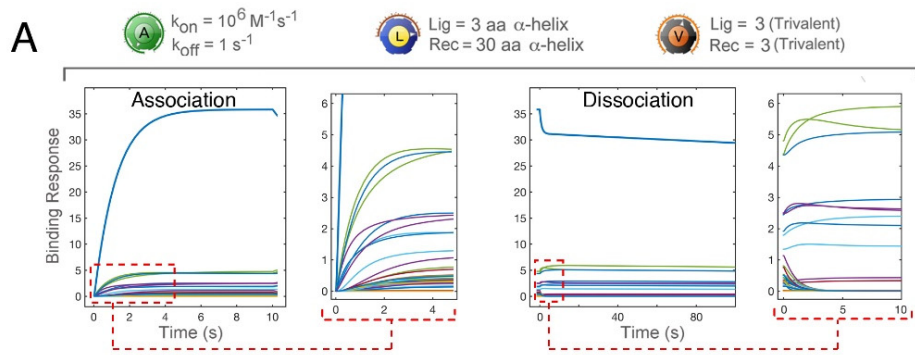 A
A
k_on = 10^6 M^-1s^-1
k_off = 1 s^-1
L
Lig = 3 aa α-helix
Rec = 30 aa α-helix
V
Lig = 3 (Trivalent)
Rec = 3 (Trivalent)
Binding Response
Association
35
30
25
20
15
10
5
0
0 2 4 6 8 10
Time (s)
6
5
4
3
2
1
0
0 2 4
Dissociation
35
30
25
20
15
10
5
0
0 20 40 60 80
Time (s)
6
5
4
3
2
1
0
0 5 10